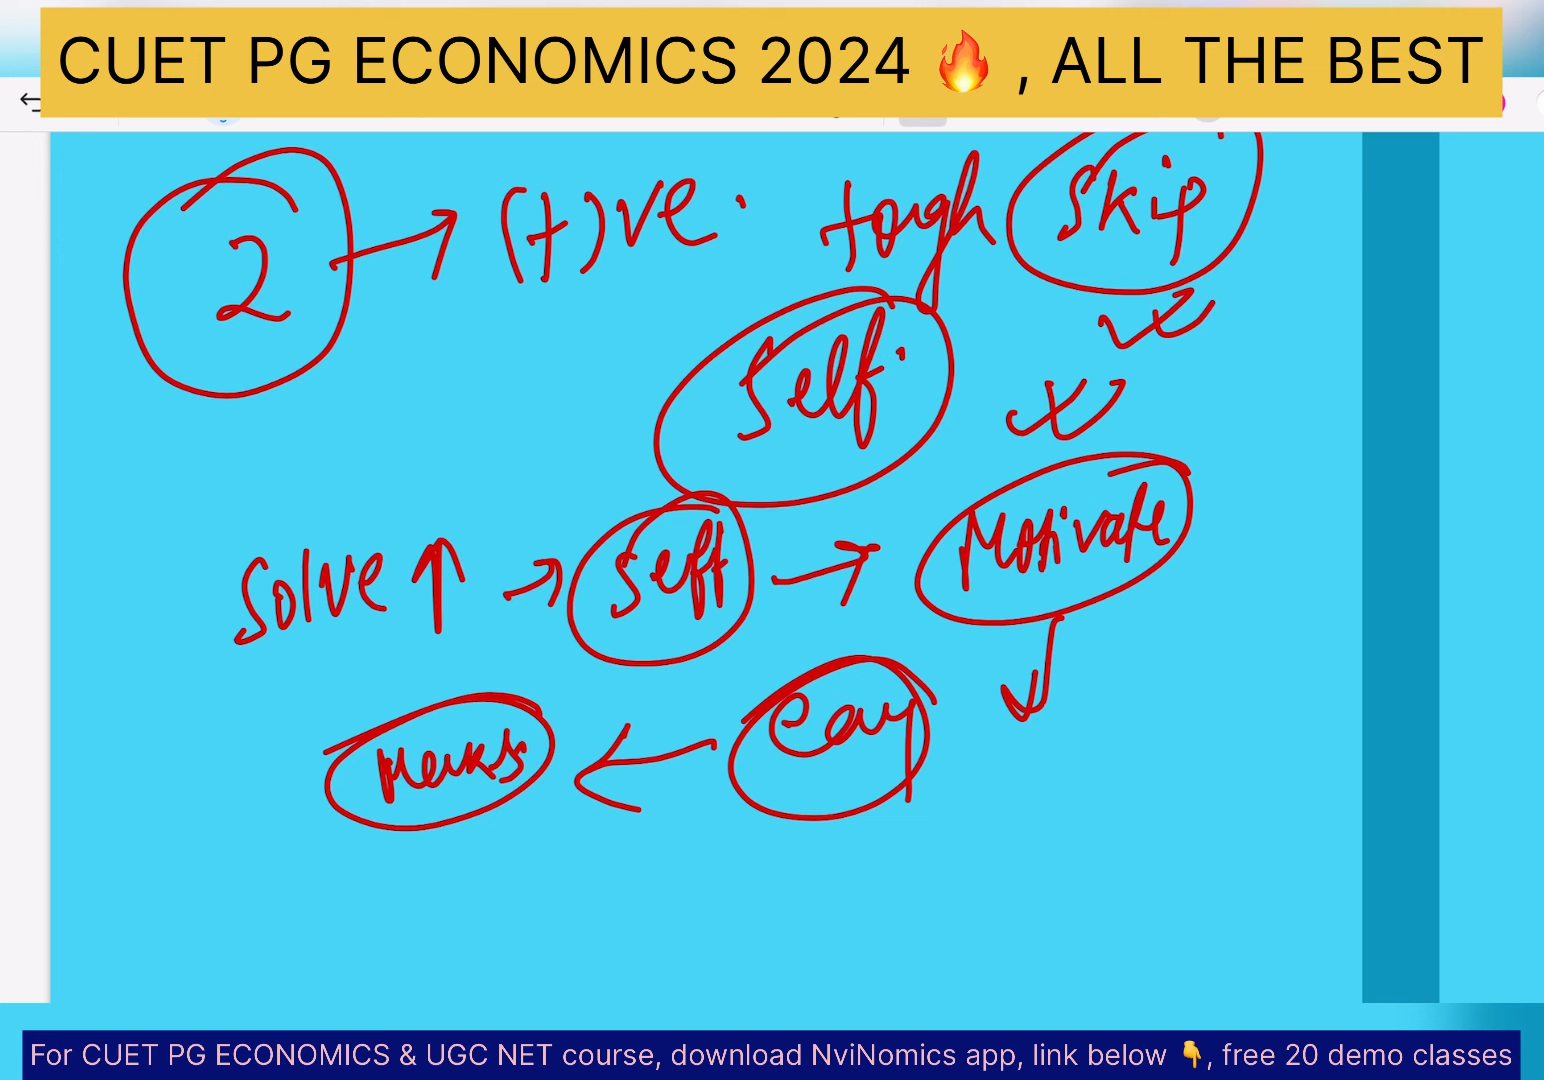 CUET PG ECONOMICS 2024 🔥 , ALL THE BEST
2 → (+)ve. tough Skip
Self.
Solve ↑ → Self → Motivate
Marks ←
For CUET PG ECONOMICS & UGC NET course, download NviNomics app, link below 👇, free 20 demo classes